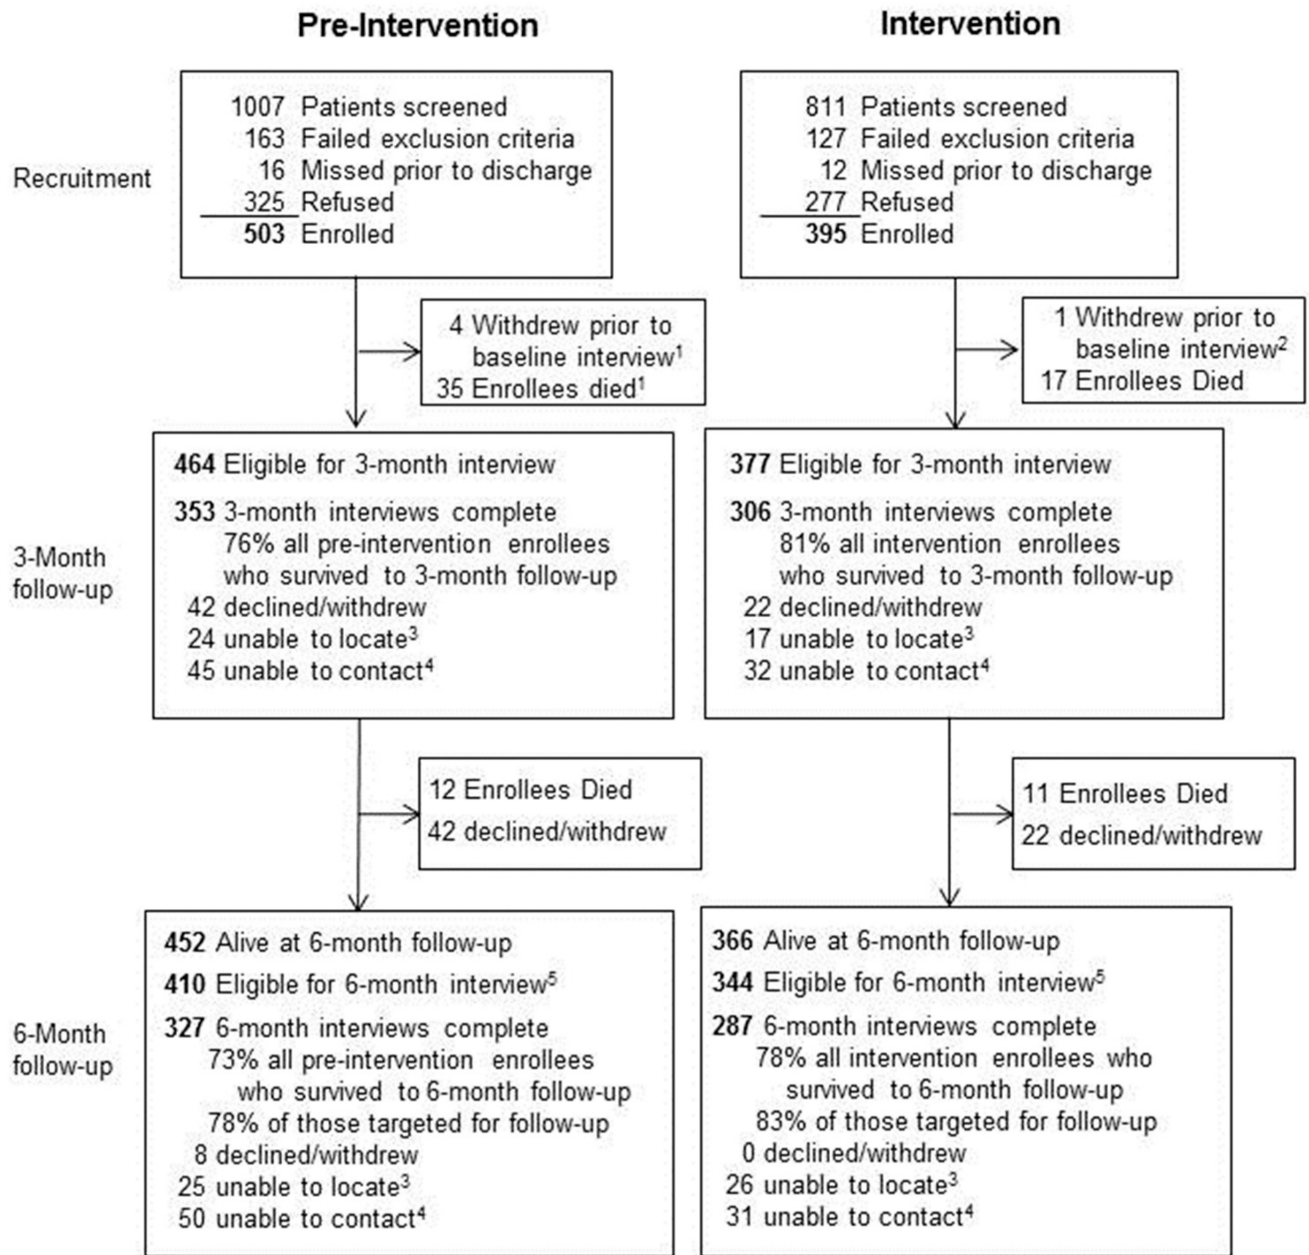 Pre-Intervention
Intervention
Recruitment
1007 Patients screened
163 Failed exclusion criteria
16 Missed prior to discharge
325 Refused
503 Enrolled
811 Patients screened
127 Failed exclusion criteria
12 Missed prior to discharge
277 Refused
395 Enrolled
4 Withdrew prior to
baseline interview¹
35 Enrollees died¹
1 Withdrew prior to
baseline interview²
17 Enrollees Died
3-Month
follow-up
464 Eligible for 3-month interview
353 3-month interviews complete
76% all pre-intervention enrollees
who survived to 3-month follow-up
42 declined/withdrew
24 unable to locate³
45 unable to contact⁴
377 Eligible for 3-month interview
306 3-month interviews complete
81% all intervention enrollees
who survived to 3-month follow-up
22 declined/withdrew
17 unable to locate³
32 unable to contact⁴
12 Enrollees Died
42 declined/withdrew
11 Enrollees Died
22 declined/withdrew
6-Month
follow-up
452 Alive at 6-month follow-up
410 Eligible for 6-month interview⁵
327 6-month interviews complete
73% all pre-intervention enrollees
who survived to 6-month follow-up
78% of those targeted for follow-up
8 declined/withdrew
25 unable to locate³
50 unable to contact⁴
366 Alive at 6-month follow-up
344 Eligible for 6-month interview⁵
287 6-month interviews complete
78% all intervention enrollees who
survived to 6-month follow-up
83% of those targeted for follow-up
0 declined/withdrew
26 unable to locate³
31 unable to contact⁴